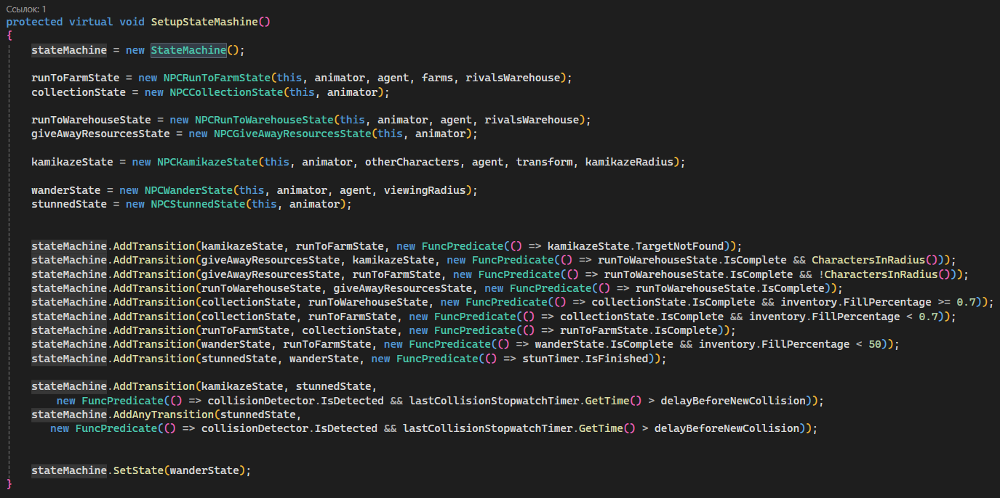 Ссылок: 1
protected virtual void SetupStateMashine()
{
stateMachine = new StateMachine();
runToFarmState = new NPCRunToFarmState(this, animator, agent, farms, rivalsWarehouse);
collectionState = new NPCCollectionState(this, animator);
runToWarehouseState = new NPCRunToWarehouseState(this, animator, agent, rivalsWarehouse);
giveAwayResourcesState = new NPCGiveAwayResourcesState(this, animator);
kamikazeState = new NPCKamikazeState(this, animator, otherCharacters, agent, transform, kamikazeRadius);
wanderState = new NPCWanderState(this, animator, agent, viewingRadius);
stunnedState = new NPCStunnedState(this, animator);
stateMachine.AddTransition(kamikazeState, runToFarmState, new FuncPredicate(() => kamikazeState.TargetNotFound));
stateMachine.AddTransition(giveAwayResourcesState, kamikazeState, new FuncPredicate(() => runToWarehouseState.IsComplete && CharactersInRadius()));
stateMachine.AddTransition(giveAwayResourcesState, runToFarmState, new FuncPredicate(() => runToWarehouseState.IsComplete && !CharactersInRadius()));
stateMachine.AddTransition(runToWarehouseState, giveAwayResourcesState, new FuncPredicate(() => runToWarehouseState.IsComplete));
stateMachine.AddTransition(collectionState, runToWarehouseState, new FuncPredicate(() => collectionState.IsComplete && inventory.FillPercentage >= 0.7));
stateMachine.AddTransition(collectionState, runToFarmState, new FuncPredicate(() => collectionState.IsComplete && inventory.FillPercentage < 0.7));
stateMachine.AddTransition(runToFarmState, collectionState, new FuncPredicate(() => runToFarmState.IsComplete));
stateMachine.AddTransition(wanderState, runToFarmState, new FuncPredicate(() => wanderState.IsComplete && inventory.FillPercentage < 50));
stateMachine.AddTransition(stunnedState, wanderState, new FuncPredicate(() => stunTimer.IsFinished));
stateMachine.AddTransition(kamikazeState, stunnedState,
new FuncPredicate(() => collisionDetector.IsDetected && lastCollisionStopwatchTimer.GetTime() > delayBeforeNewCollision));
stateMachine.AddAnyTransition(stunnedState,
new FuncPredicate(() => collisionDetector.IsDetected && lastCollisionStopwatchTimer.GetTime() > delayBeforeNewCollision));
stateMachine.SetState(wanderState);
}